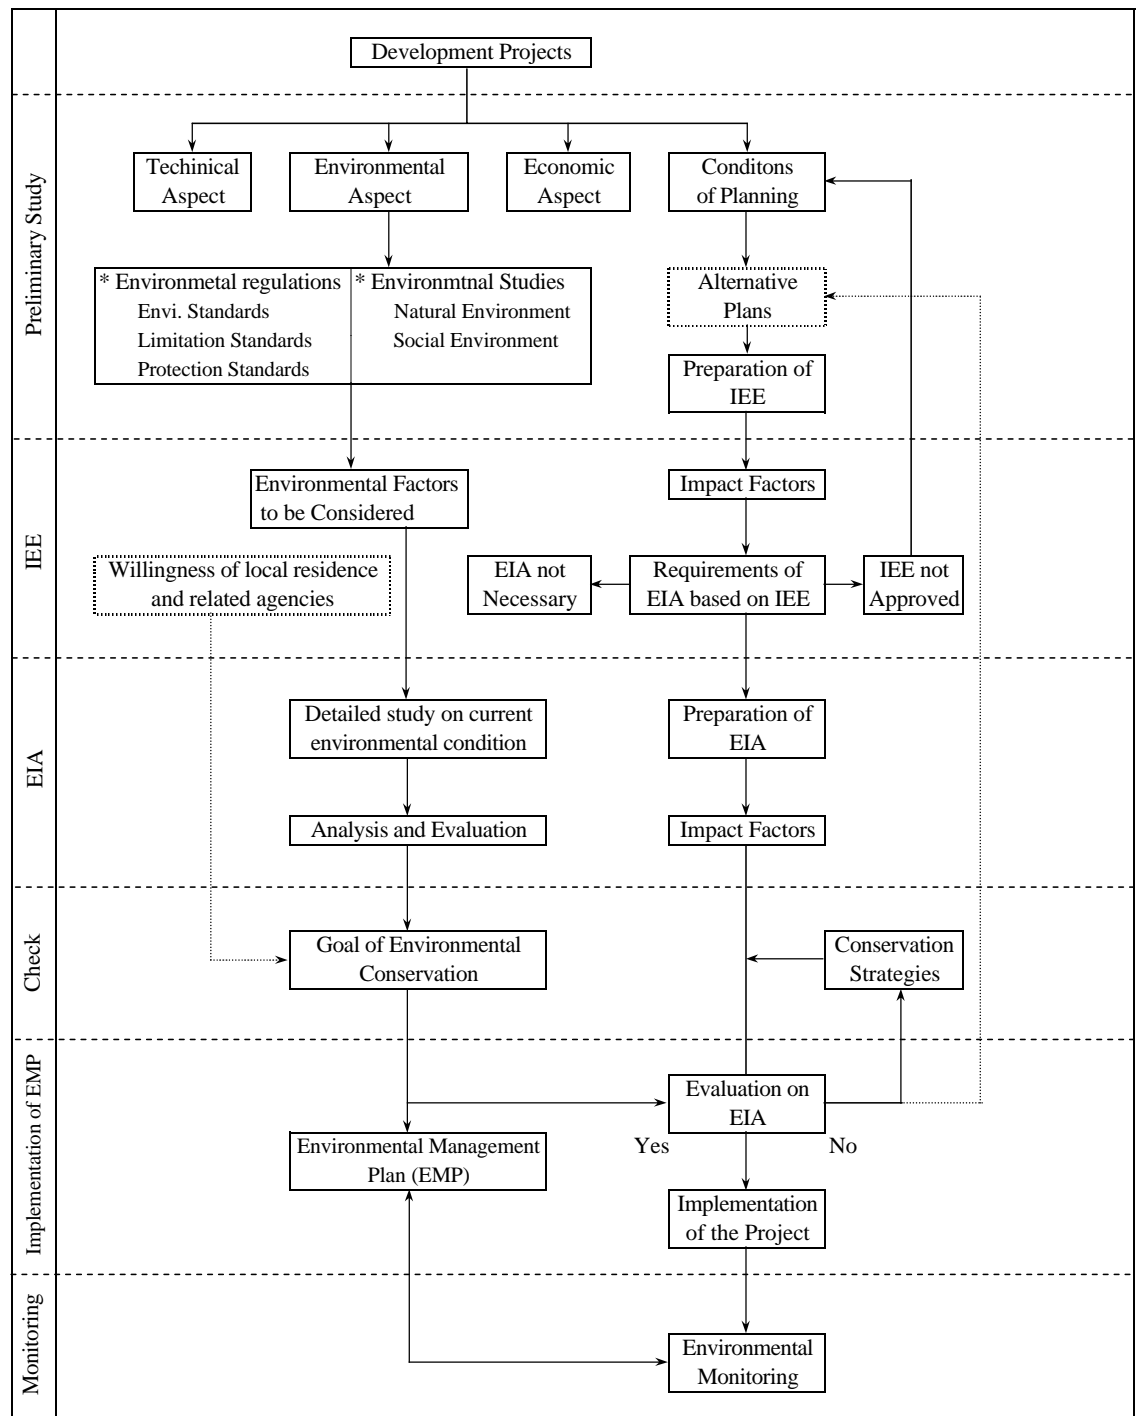 Development Projects
Preliminary Study
Techinical
Aspect
Environmental
Aspect
Economic
Aspect
Conditons
of Planning
* Environmetal regulations
Envi. Standards
Limitation Standards
Protection Standards
* Environmtnal Studies
Natural Environment
Social Environment
Alternative
Plans
Preparation of
IEE
IEE
Environmental Factors
to be Considered
Impact Factors
Willingness of local residence
and related agencies
EIA not
Necessary
Requirements of
EIA based on IEE
IEE not
Approved
EIA
Detailed study on current
environmental condition
Preparation of
EIA
Analysis and Evaluation
Impact Factors
Check
Goal of Environmental
Conservation
Conservation
Strategies
Implementation of EMP
Evaluation on
EIA
Yes
No
Environmental Management
Plan (EMP)
Implementation
of the Project
Monitoring
Environmental
Monitoring